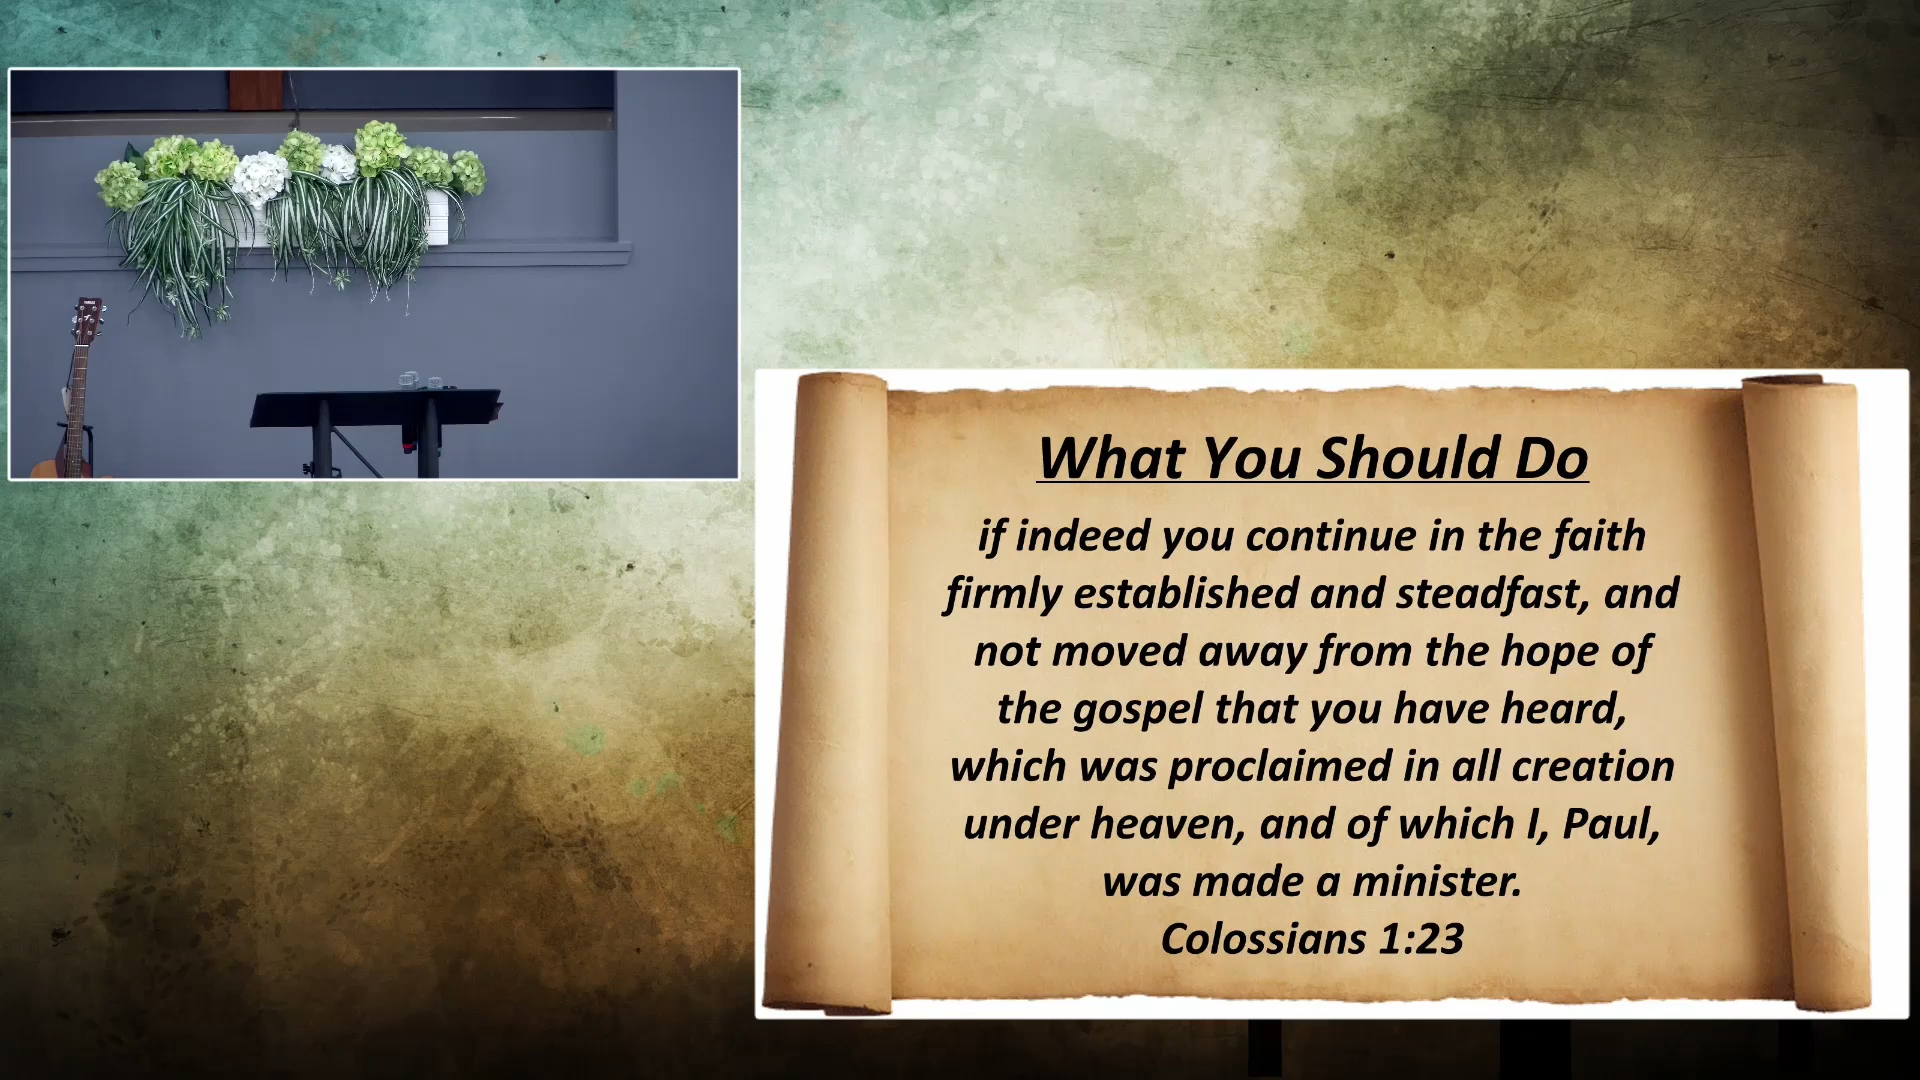 What You Should Do
if indeed you continue in the faith
firmly established and steadfast, and
not moved away from the hope of
the gospel that you have heard,
which was proclaimed in all creation
under heaven, and of which I, Paul,
was made a minister.
Colossians 1:23